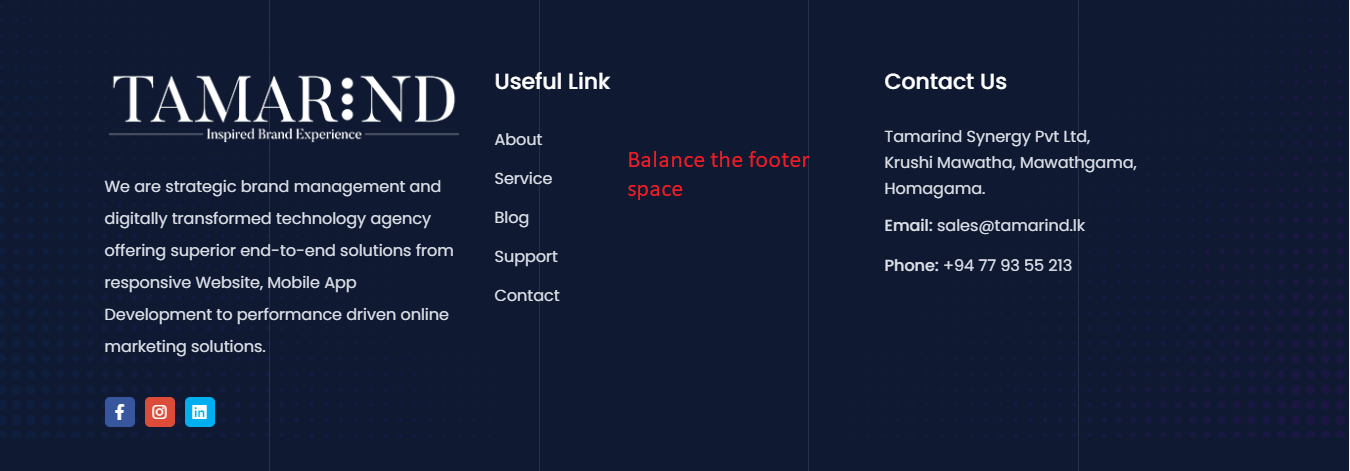 TAMARIND
Inspired Brand Experience
We are strategic brand management and
digitally transformed technology agency
offering superior end-to-end solutions from
responsive Website, Mobile App
Development to performance driven online
marketing solutions.
Useful Link
About
Service
Blog
Support
Contact
Balance the footer
space
Contact Us
Tamarind Synergy Pvt Ltd,
Krushi Mawatha, Mawathgama,
Homagama.
Email: sales@tamarind.lk
Phone: +94 77 93 55 213